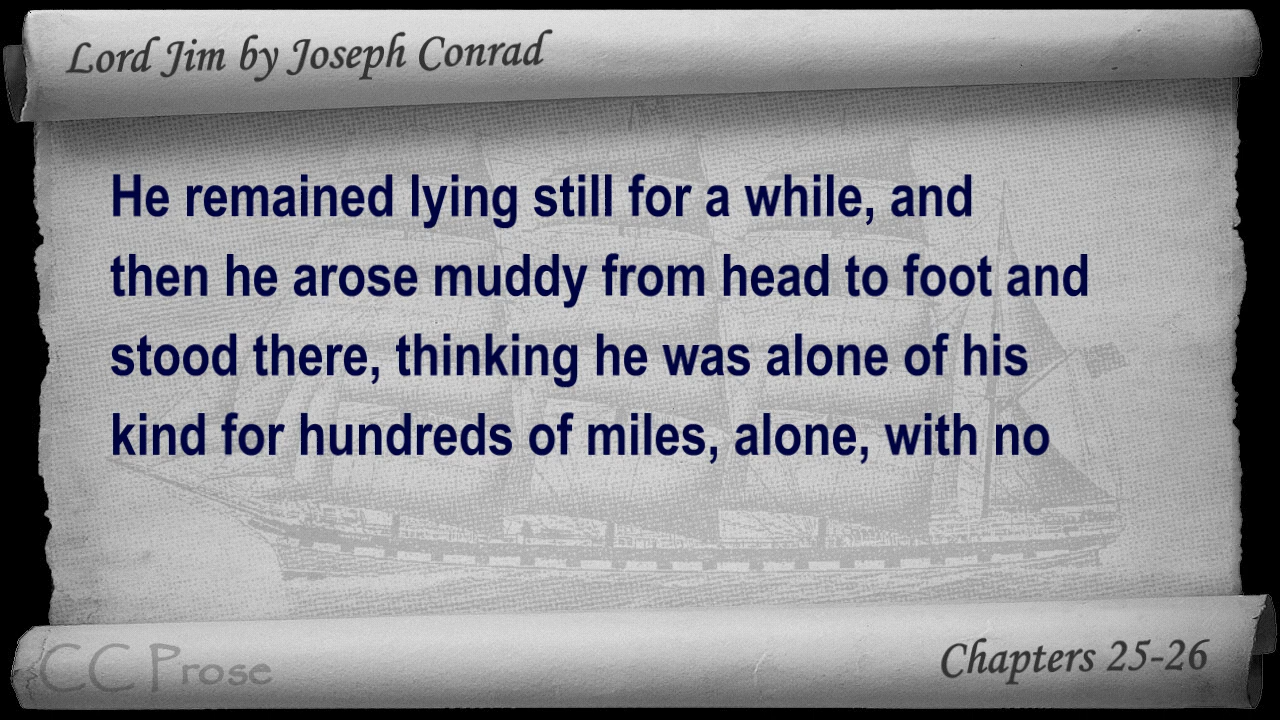 Lord Jim by Joseph Conrad
He remained lying still for a while, and
then he arose muddy from head to foot and
stood there, thinking he was alone of his
kind for hundreds of miles, alone, with no
CC Prose
Chapters 25-26